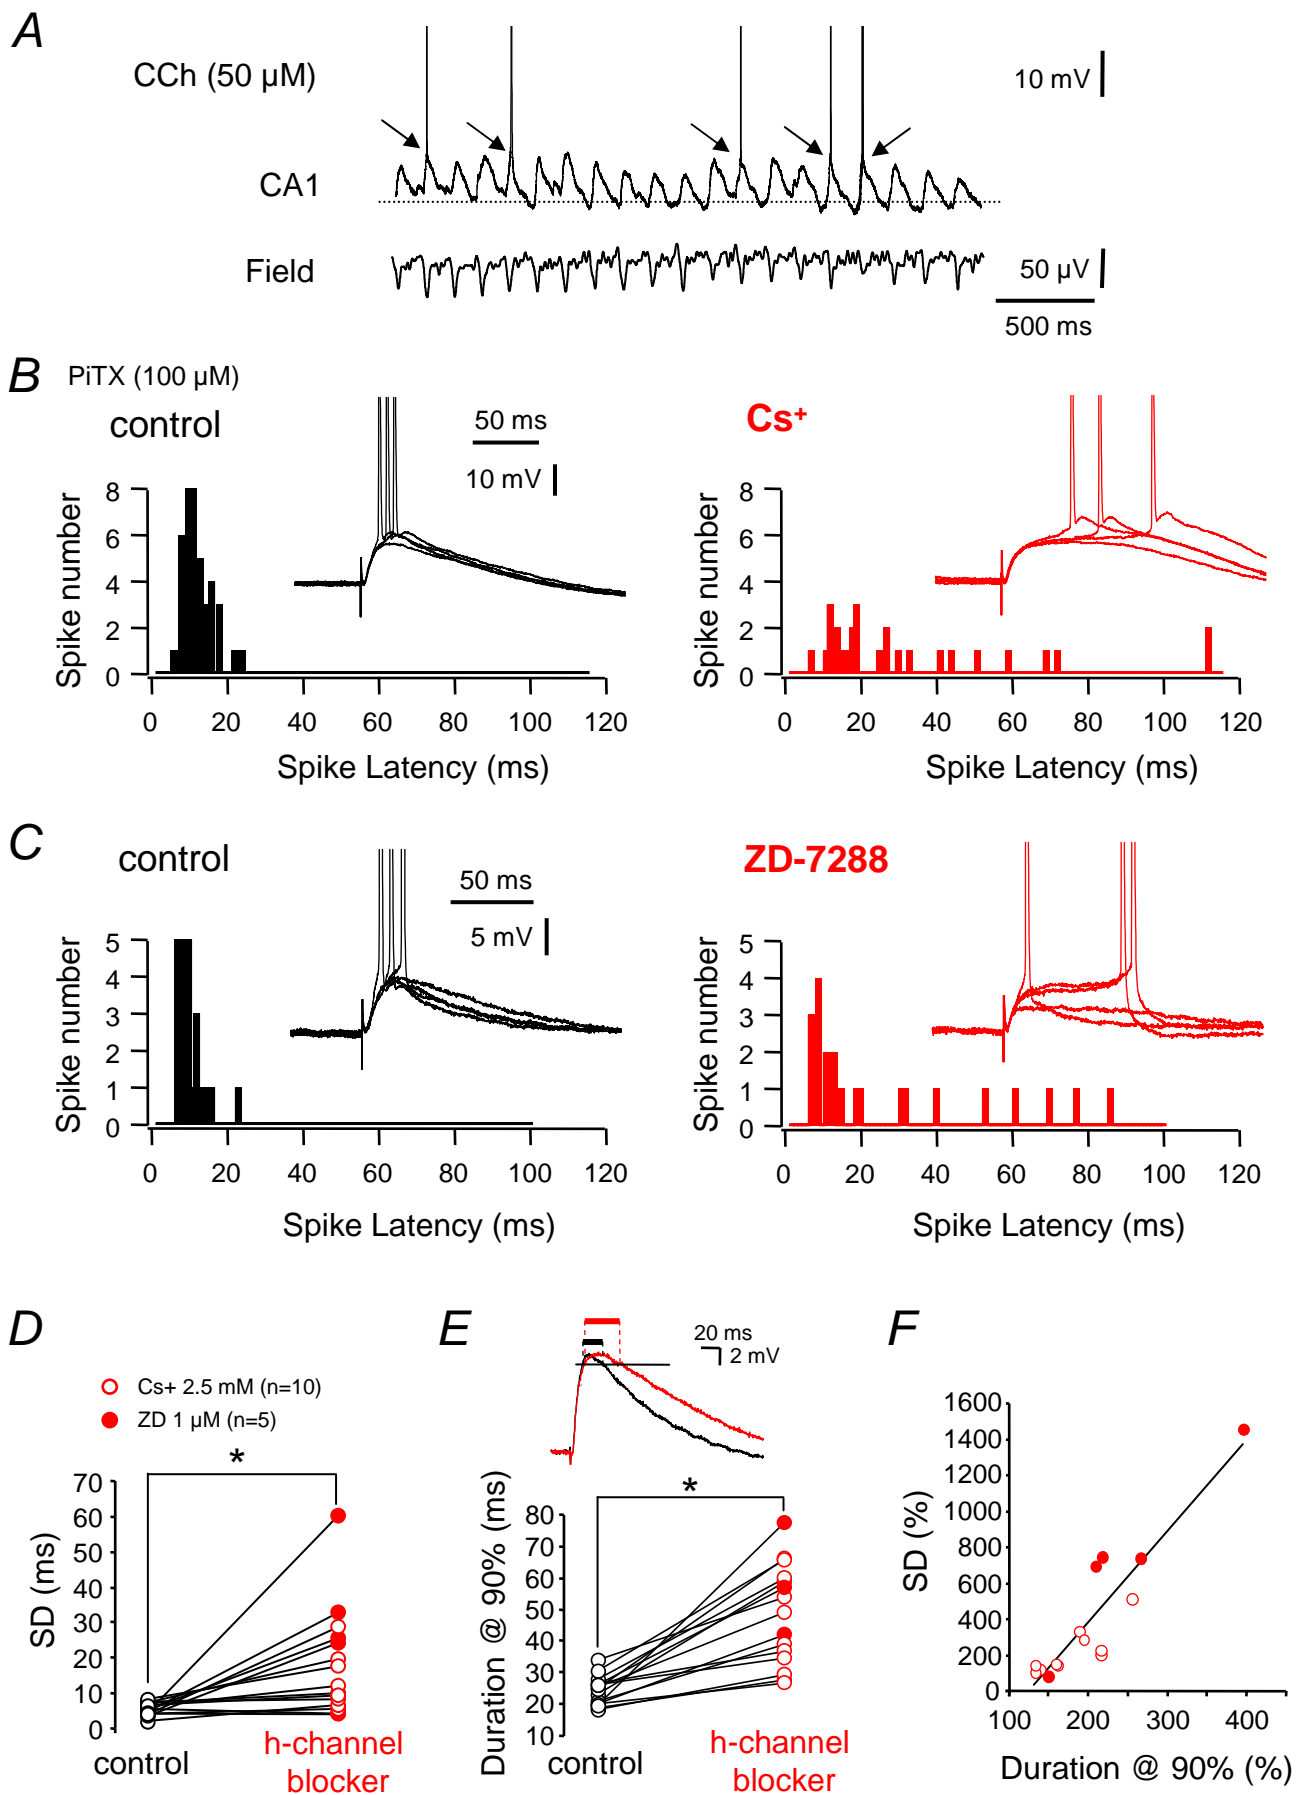 A
CCh (50 µM)
10 mV
CA1
Field
50 µV
500 ms
B
PiTX (100 µM)
control
50 ms
10 mV
Cs+
Spike number
8
6
4
2
0
0 20 40 60 80 100 120
Spike Latency (ms)
Spike number
8
6
4
2
0
0 20 40 60 80 100 120
Spike Latency (ms)
C
control
50 ms
5 mV
ZD-7288
Spike number
5
4
3
2
1
0
0 20 40 60 80 100 120
Spike Latency (ms)
Spike number
5
4
3
2
1
0
0 20 40 60 80 100 120
Spike Latency (ms)
D
Cs+ 2.5 mM (n=10)
ZD 1 µM (n=5)
*
SD (ms)
70
60
50
40
30
20
10
0
control
h-channel
blocker
E
20 ms
2 mV
*
Duration @ 90% (ms)
80
70
60
50
40
30
20
10
control
h-channel
blocker
F
SD (%)
1600
1400
1200
1000
800
600
400
200
0
100 200 300 400
Duration @ 90% (%)